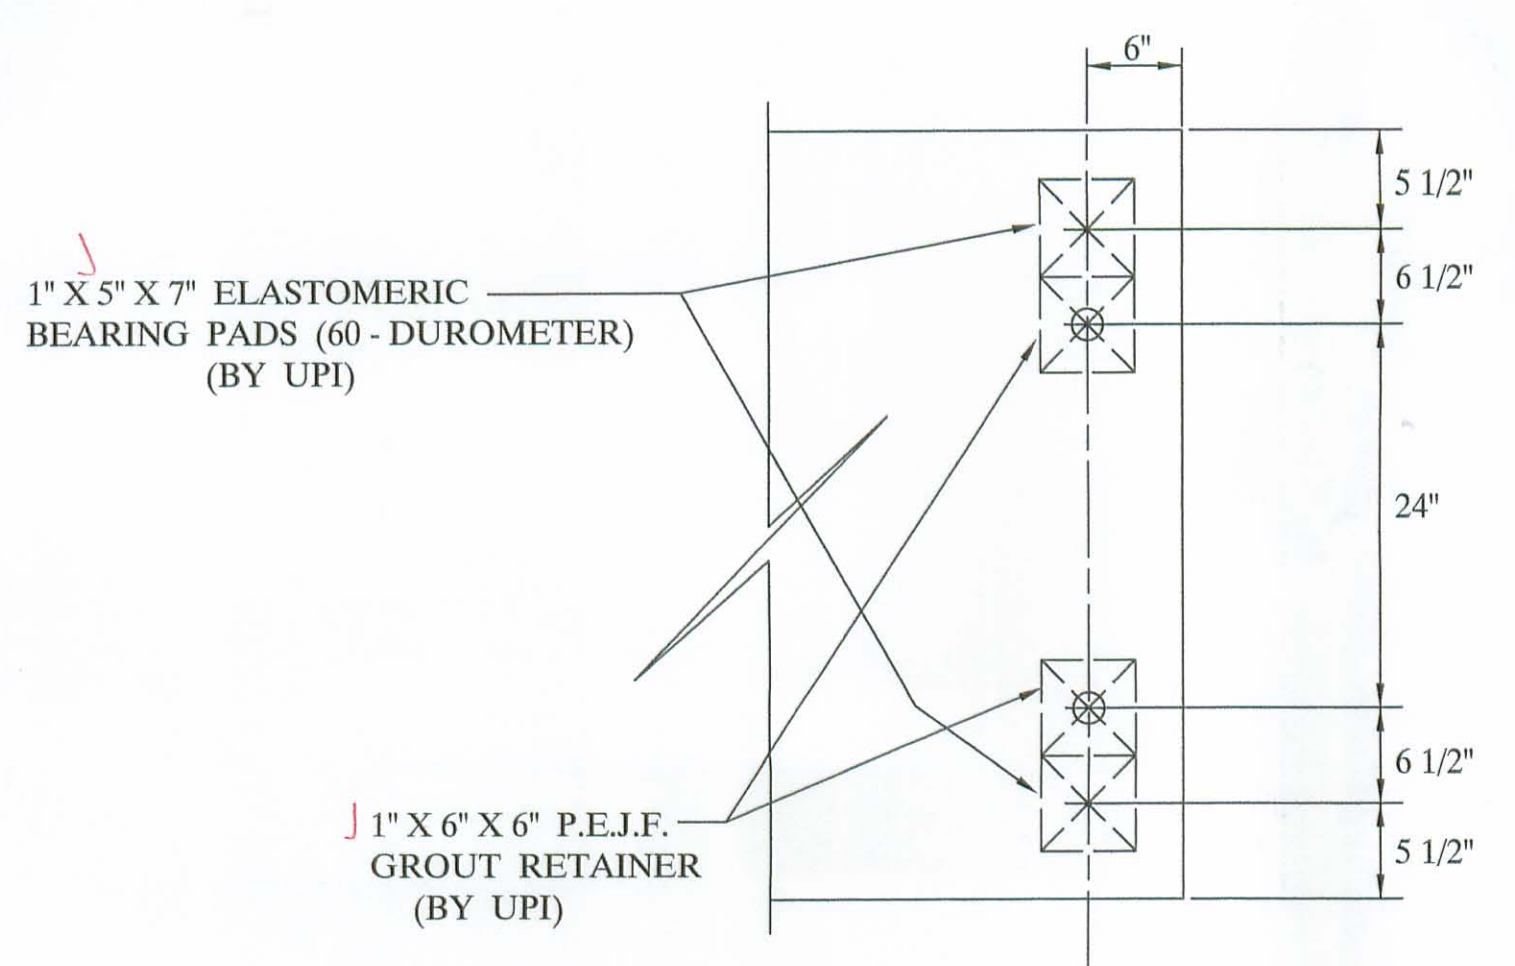 6"
5 1/2"
6 1/2"
1" X 5" X 7" ELASTOMERIC
BEARING PADS (60 - DUROMETER)
(BY UPI)
24"
6 1/2"
1" X 6" X 6" P.E.J.F.
GROUT RETAINER
(BY UPI)
5 1/2"